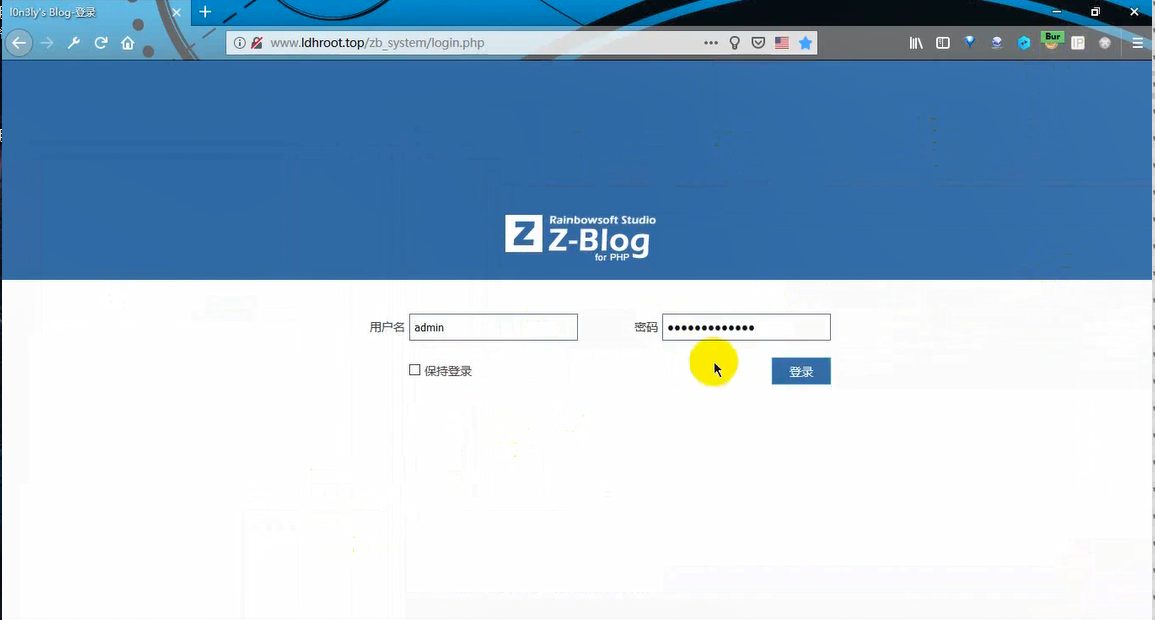 l0n3ly's Blog-登录
www.ldhroot.top/zb_system/login.php
Bur
IP
Z
Rainbowsoft Studio
Z-Blog
for PHP
用户名 admin 密码 •••••••••••••
保持登录 登录